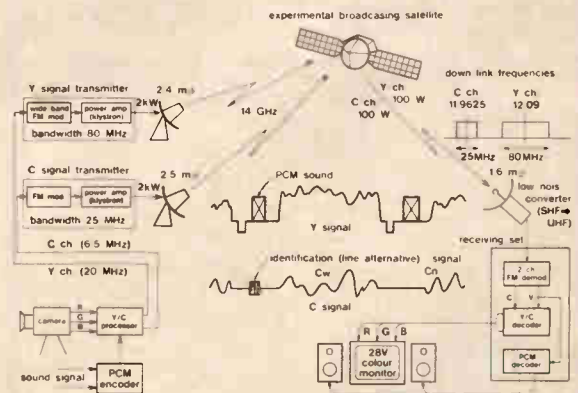 experimental broadcasing satellite
Y signal transmitter
2.4 m
wide band
FM mod
power amp
(klystron)
2kW
bandwidth 80 MHz
14 GHz
C signal transmitter
2.5 m
FM mod
power amp
(klystron)
2kW
bandwidth 25 MHz
C ch (6.5 MHz)
Y ch (20 MHz)
camera
R
G
B
Y/C
processor
sound signal
PCM
encoder
Y ch
100 W
C ch
100 W
down link frequencies
C ch
11.9625
Y ch
12.09
25MHz
80MHz
1.6 m
low nois
converter
(SHF➡
UHF)
PCM sound
Y signal
identification (line alternative) signal
Cw
Cn
C signal
receiving set
2 ch
FM demod
C
Y
Y/C
decoder
PCM
decoder
R G B
28V
colour
monitor